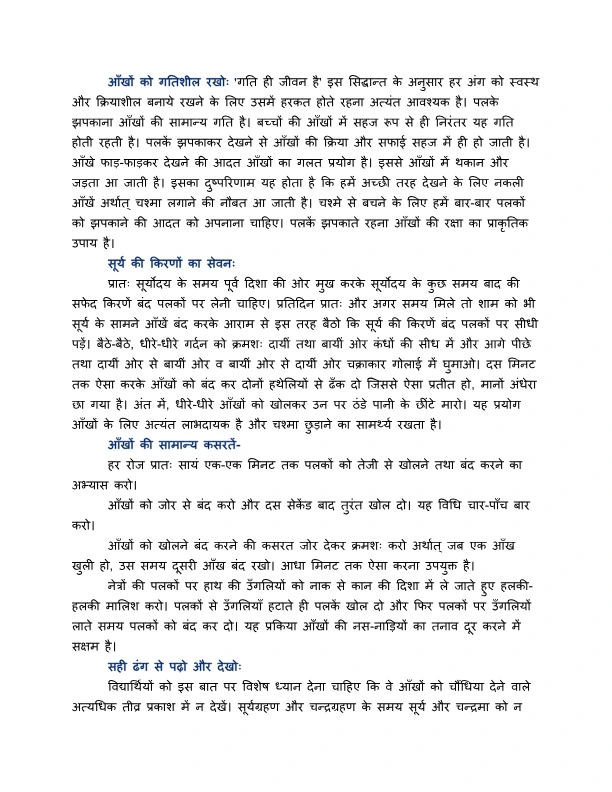 आँखों को गतिशील रखोः 'गति ही जीवन है' इस सिद्धान्त के अनुसार हर अंग को स्वस्थ
और क्रियाशील बनाये रखने के लिए उसमें हरकत होते रहना अत्यंत आवश्यक है। पलके
झपकाना आँखों की सामान्य गति है। बच्चों की आँखों में सहज रूप से ही निरंतर यह गति
होती रहती है। पलकें झपकाकर देखने से आँखों की क्रिया और सफाई सहज में ही हो जाती है।
आँखे फाड़-फाड़कर देखने की आदत आँखों का गलत प्रयोग है। इससे आँखों में थकान और
जड़ता आ जाती है। इसका दुष्परिणाम यह होता है कि हमें अच्छी तरह देखने के लिए नकली
आँखें अर्थात् चश्मा लगाने की नौबत आ जाती है। चश्मे से बचने के लिए हमें बार-बार पलकों
को झपकाने की आदत को अपनाना चाहिए। पलकें झपकाते रहना आँखों की रक्षा का प्राकृतिक
उपाय है।
सूर्य की किरणों का सेवनः
प्रातः सूर्योदय के समय पूर्व दिशा की ओर मुख करके सूर्योदय के कुछ समय बाद की
सफेद किरणें बंद पलकों पर लेनी चाहिए। प्रतिदिन प्रातः और अगर समय मिले तो शाम को भी
सूर्य के सामने आँखें बंद करके आराम से इस तरह बैठो कि सूर्य की किरणें बंद पलकों पर सीधी
पड़ें। बैठे-बैठे, धीरे-धीरे गर्दन को क्रमशः दायीं तथा बायीं ओर कंधों की सीध में और आगे पीछे
तथा दायीं ओर से बायीं ओर व बायीं ओर से दायीं ओर चक्राकार गोलाई में घुमाओ। दस मिनट
तक ऐसा करके आँखों को बंद कर दोनों हथेलियों से ढँक दो जिससे ऐसा प्रतीत हो, मानों अंधेरा
छा गया है। अंत में, धीरे-धीरे आँखों को खोलकर उन पर ठंडे पानी के छींटे मारो। यह प्रयोग
आँखों के लिए अत्यंत लाभदायक है और चश्मा छुड़ाने का सामर्थ्य रखता है।
आँखों की सामान्य कसरतें-
हर रोज प्रातः सायं एक-एक मिनट तक पलकों को तेजी से खोलने तथा बंद करने का
अभ्यास करो।
आँखों को जोर से बंद करो और दस सेकेंड बाद तुरंत खोल दो। यह विधि चार-पाँच बार
करो।
आँखों को खोलने बंद करने की कसरत जोर देकर क्रमशः करो अर्थात् जब एक आँख
खुली हो, उस समय दूसरी आँख बंद रखो। आधा मिनट तक ऐसा करना उपयुक्त है।
नेत्रों की पलकों पर हाथ की उँगलियों को नाक से कान की दिशा में ले जाते हुए हलकी-
हलकी मालिश करो। पलकों से उँगलियाँ हटाते ही पलकें खोल दो और फिर पलकों पर उँगलियों
लाते समय पलकों को बंद कर दो। यह प्रकिया आँखों की नस-नाड़ियों का तनाव दूर करने में
सक्षम है।
सही ढंग से पढ़ो और देखोः
विद्यार्थियों को इस बात पर विशेष ध्यान देना चाहिए कि वे आँखों को चौंधिया देने वाले
अत्यधिक तीव्र प्रकाश में न देखें। सूर्यग्रहण और चन्द्रग्रहण के समय सूर्य और चन्द्रमा को न